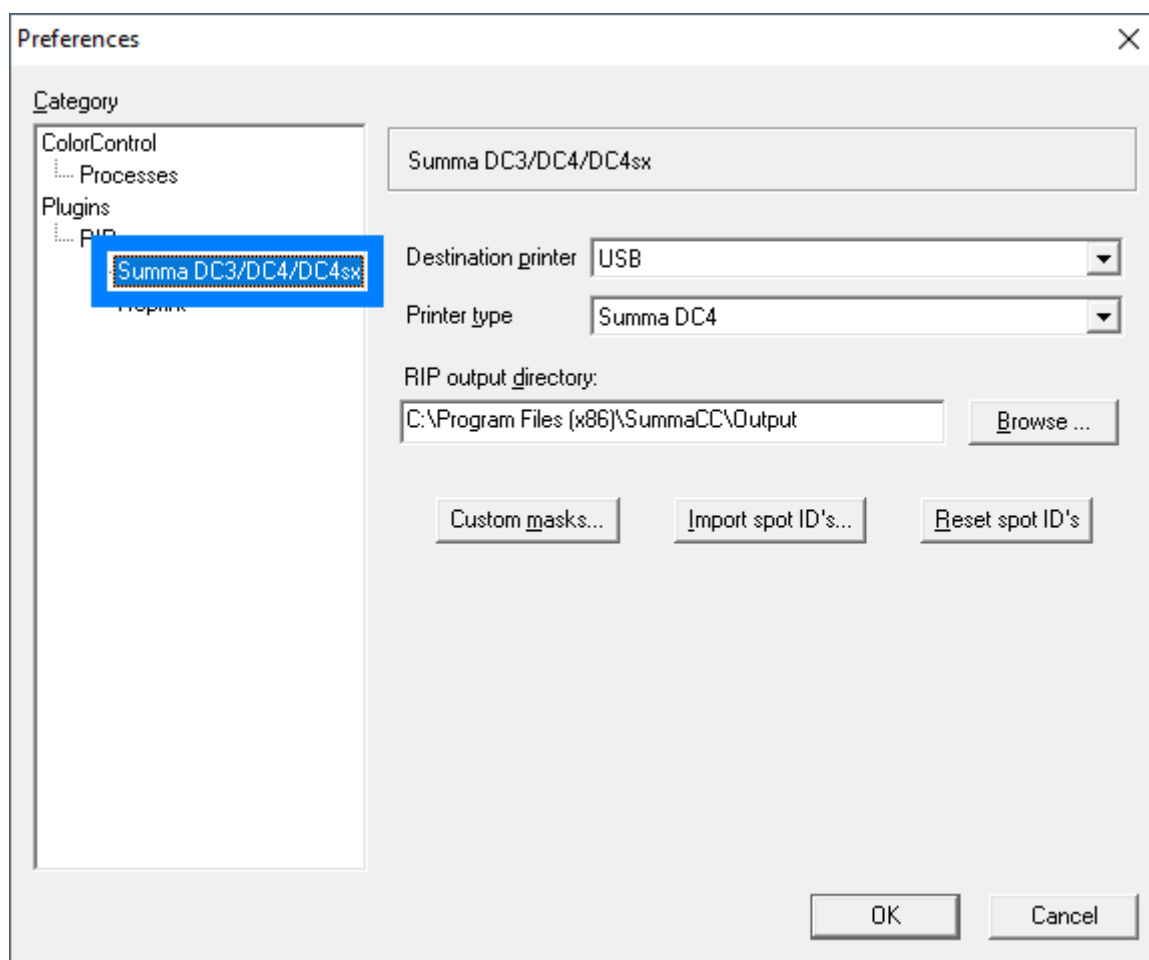 Preferences
Category
ColorControl
Processes
Plugins
Summa DC3/DC4/DC4sx
Summa DC3/DC4/DC4sx
Destination printer USB
Printer type Summa DC4
RIP output directory:
C:\Program Files (x86)\SummaCC\Output
Browse ...
Custom masks... Import spot ID's... Reset spot ID's
OK Cancel